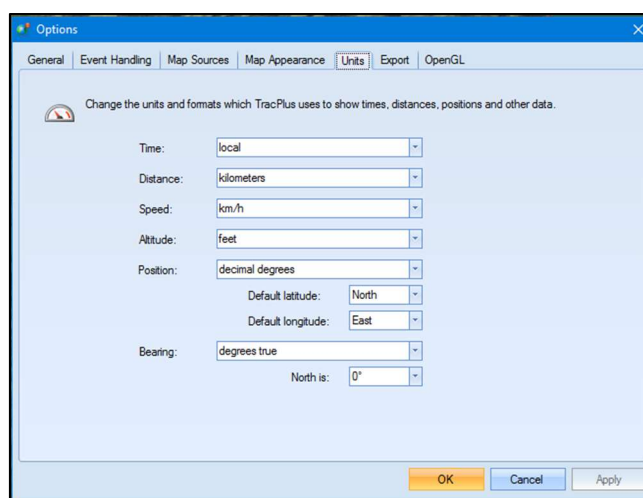 Options
General Event Handling Map Sources Map Appearance Units Export OpenGL
Change the units and formats which TracPlus uses to show times, distances, positions and other data.
Time: local
Distance: kilometers
Speed: km/h
Altitude: feet
Position: decimal degrees
Default latitude: North
Default longitude: East
Bearing: degrees true
North is: 0°
OK Cancel Apply